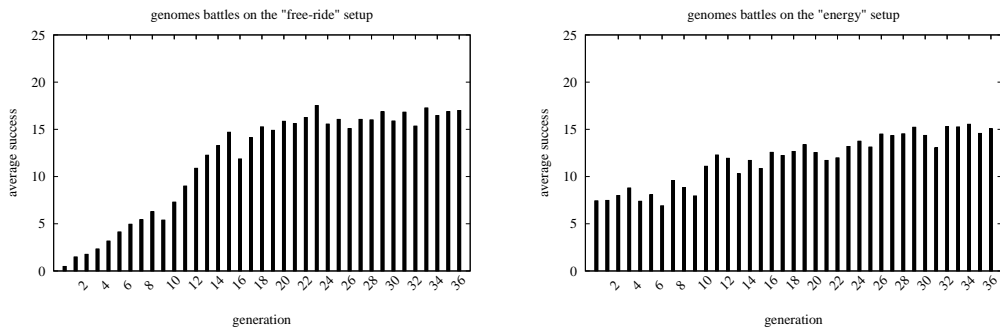 genomes battles on the "free-ride" setup
25
20
15
10
5
0
average success
2 4 6 8 10 12 14 16 18 20 22 24 26 28 30 32 34 36
generation
genomes battles on the "energy" setup
25
20
15
10
5
0
average success
2 4 6 8 10 12 14 16 18 20 22 24 26 28 30 32 34 36
generation